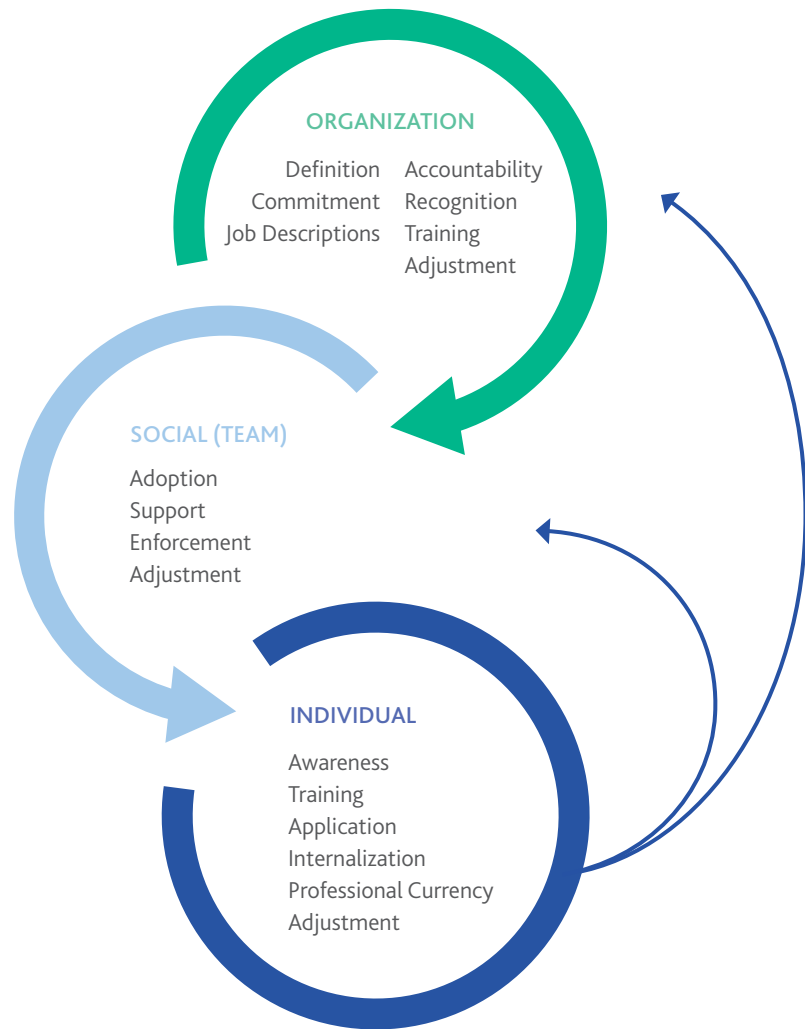 ORGANIZATION
Definition
Commitment
Job Descriptions
Accountability
Recognition
Training
Adjustment
SOCIAL (TEAM)
Adoption
Support
Enforcement
Adjustment
INDIVIDUAL
Awareness
Training
Application
Internalization
Professional Currency
Adjustment